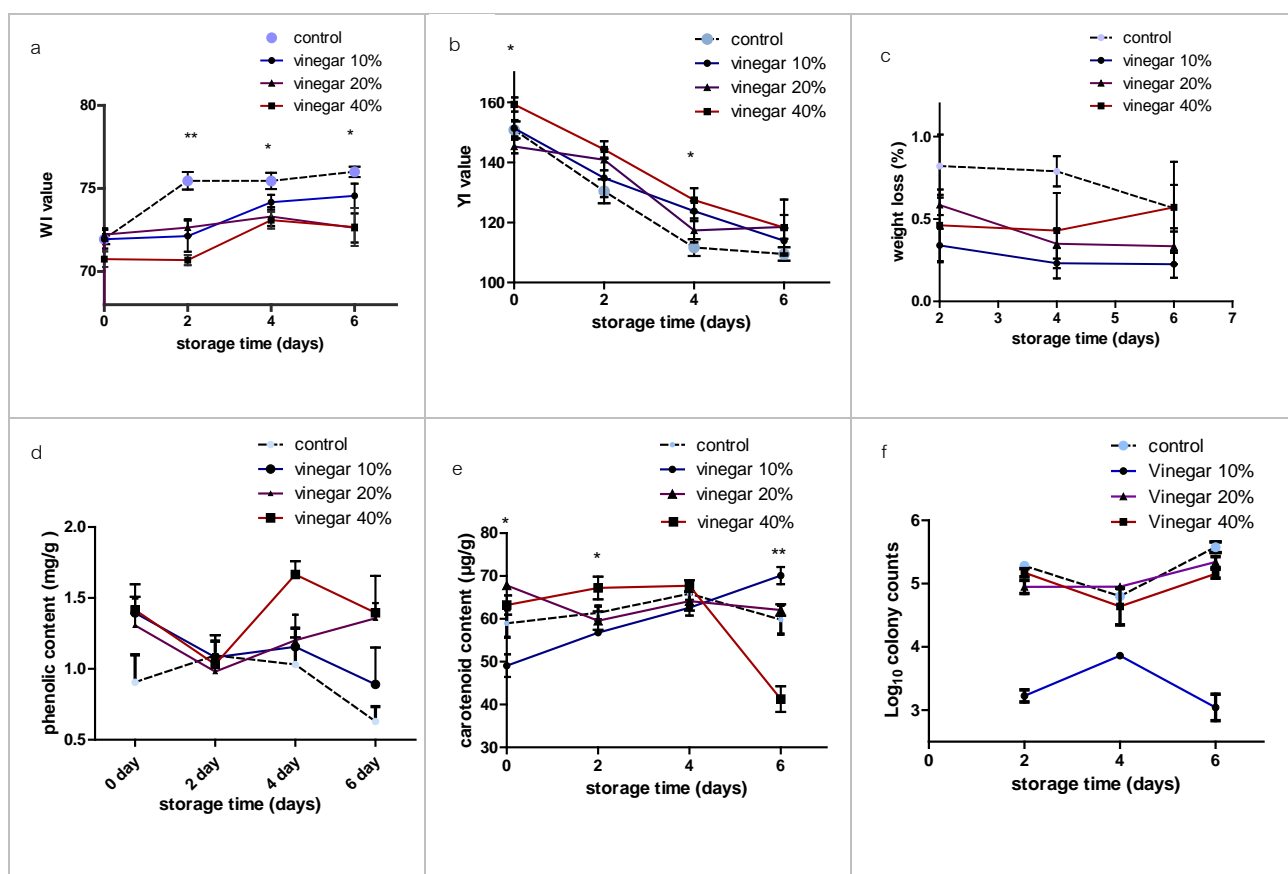 a
control
vinegar 10%
vinegar 20%
vinegar 40%
80
75
70
WI value
**
*
*
0 2 4 6
storage time (days)
b
control
vinegar 10%
vinegar 20%
vinegar 40%
*
160
140
120
100
YI value
*
0 2 4 6
storage time (days)
c
control
vinegar 10%
vinegar 20%
vinegar 40%
1.0
0.5
0.0
weight loss (%)
2 3 4 5 6 7
storage time (days)
d
control
vinegar 10%
vinegar 20%
vinegar 40%
2.0
1.5
1.0
0.5
phenolic content (mg/g )
0 day 2 day 4 day 6 day
storage time (days)
e
control
vinegar 10%
vinegar 20%
vinegar 40%
80
70
60
50
40
30
carotenoid content (µg/g)
*
*
**
0 2 4 6
storage time (days)
f
control
Vinegar 10%
Vinegar 20%
Vinegar 40%
6
5
4
3
Log10 colony counts
0 2 4 6
storage time (days)